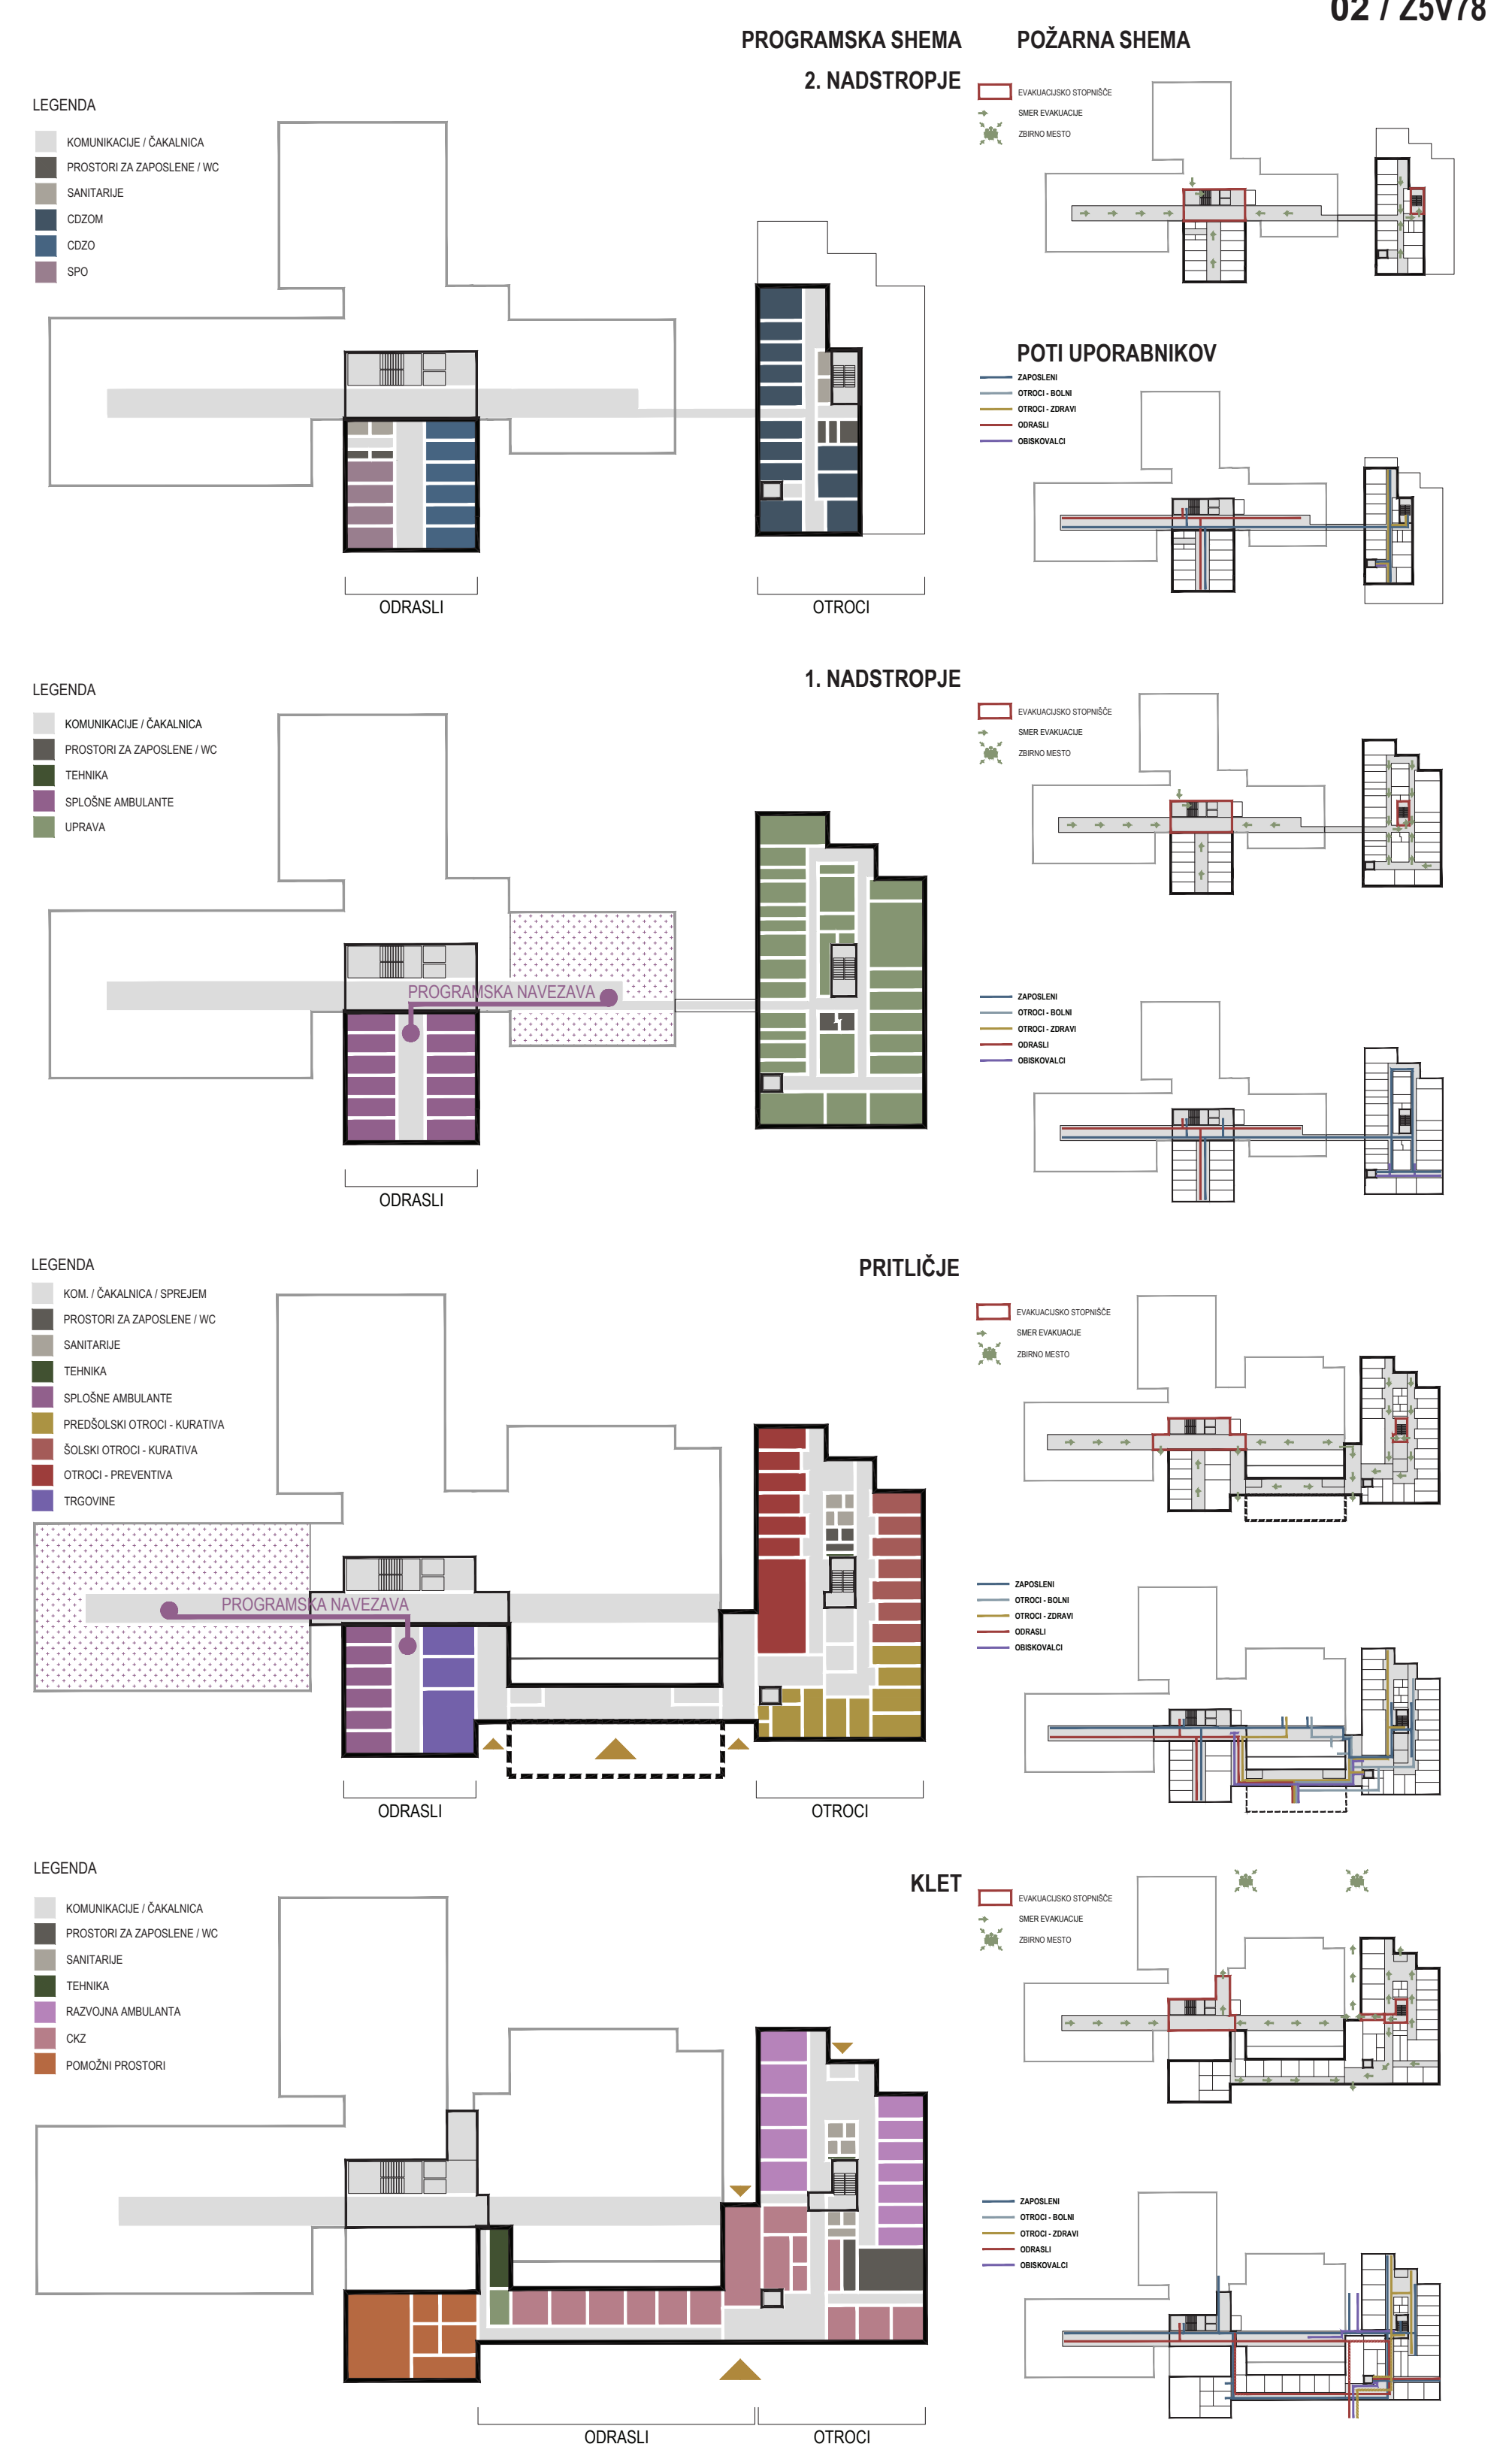 02 / Z5V78
PROGRAMSKA SHEMA
POŽARNA SHEMA
2. NADSTROPJE
LEGENDA
KOMUNIKACIJE / ČAKALNICA
PROSTORI ZA ZAPOSLENE / WC
SANITARIJE
CDZOM
CDZO
SPO
ODRASLI
OTROCI
EVAKUACIJSKO STOPNIŠČE
SMER EVAKUACIJE
ZBIRNO MESTO
POTI UPORABNIKOV
ZAPOSLENI
OTROCI - BOLNI
OTROCI - ZDRAVI
ODRASLI
OBISKOVALCI
1. NADSTROPJE
LEGENDA
KOMUNIKACIJE / ČAKALNICA
PROSTORI ZA ZAPOSLENE / WC
TEHNIKA
SPLOŠNE AMBULANTE
UPRAVA
PROGRAMSKA NAVEZAVA
ODRASLI
EVAKUACIJSKO STOPNIŠČE
SMER EVAKUACIJE
ZBIRNO MESTO
ZAPOSLENI
OTROCI - BOLNI
OTROCI - ZDRAVI
ODRASLI
OBISKOVALCI
PRITLIČJE
LEGENDA
KOM. / ČAKALNICA / SPREJEM
PROSTORI ZA ZAPOSLENE / WC
SANITARIJE
TEHNIKA
SPLOŠNE AMBULANTE
PREDŠOLSKI OTROCI - KURATIVA
ŠOLSKI OTROCI - KURATIVA
OTROCI - PREVENTIVA
TRGOVINE
PROGRAMSKA NAVEZAVA
ODRASLI
OTROCI
EVAKUACIJSKO STOPNIŠČE
SMER EVAKUACIJE
ZBIRNO MESTO
ZAPOSLENI
OTROCI - BOLNI
OTROCI - ZDRAVI
ODRASLI
OBISKOVALCI
KLET
LEGENDA
KOMUNIKACIJE / ČAKALNICA
PROSTORI ZA ZAPOSLENE / WC
SANITARIJE
TEHNIKA
RAZVOJNA AMBULANTA
CKZ
POMOŽNI PROSTORI
ODRASLI
OTROCI
EVAKUACIJSKO STOPNIŠČE
SMER EVAKUACIJE
ZBIRNO MESTO
ZAPOSLENI
OTROCI - BOLNI
OTROCI - ZDRAVI
ODRASLI
OBISKOVALCI